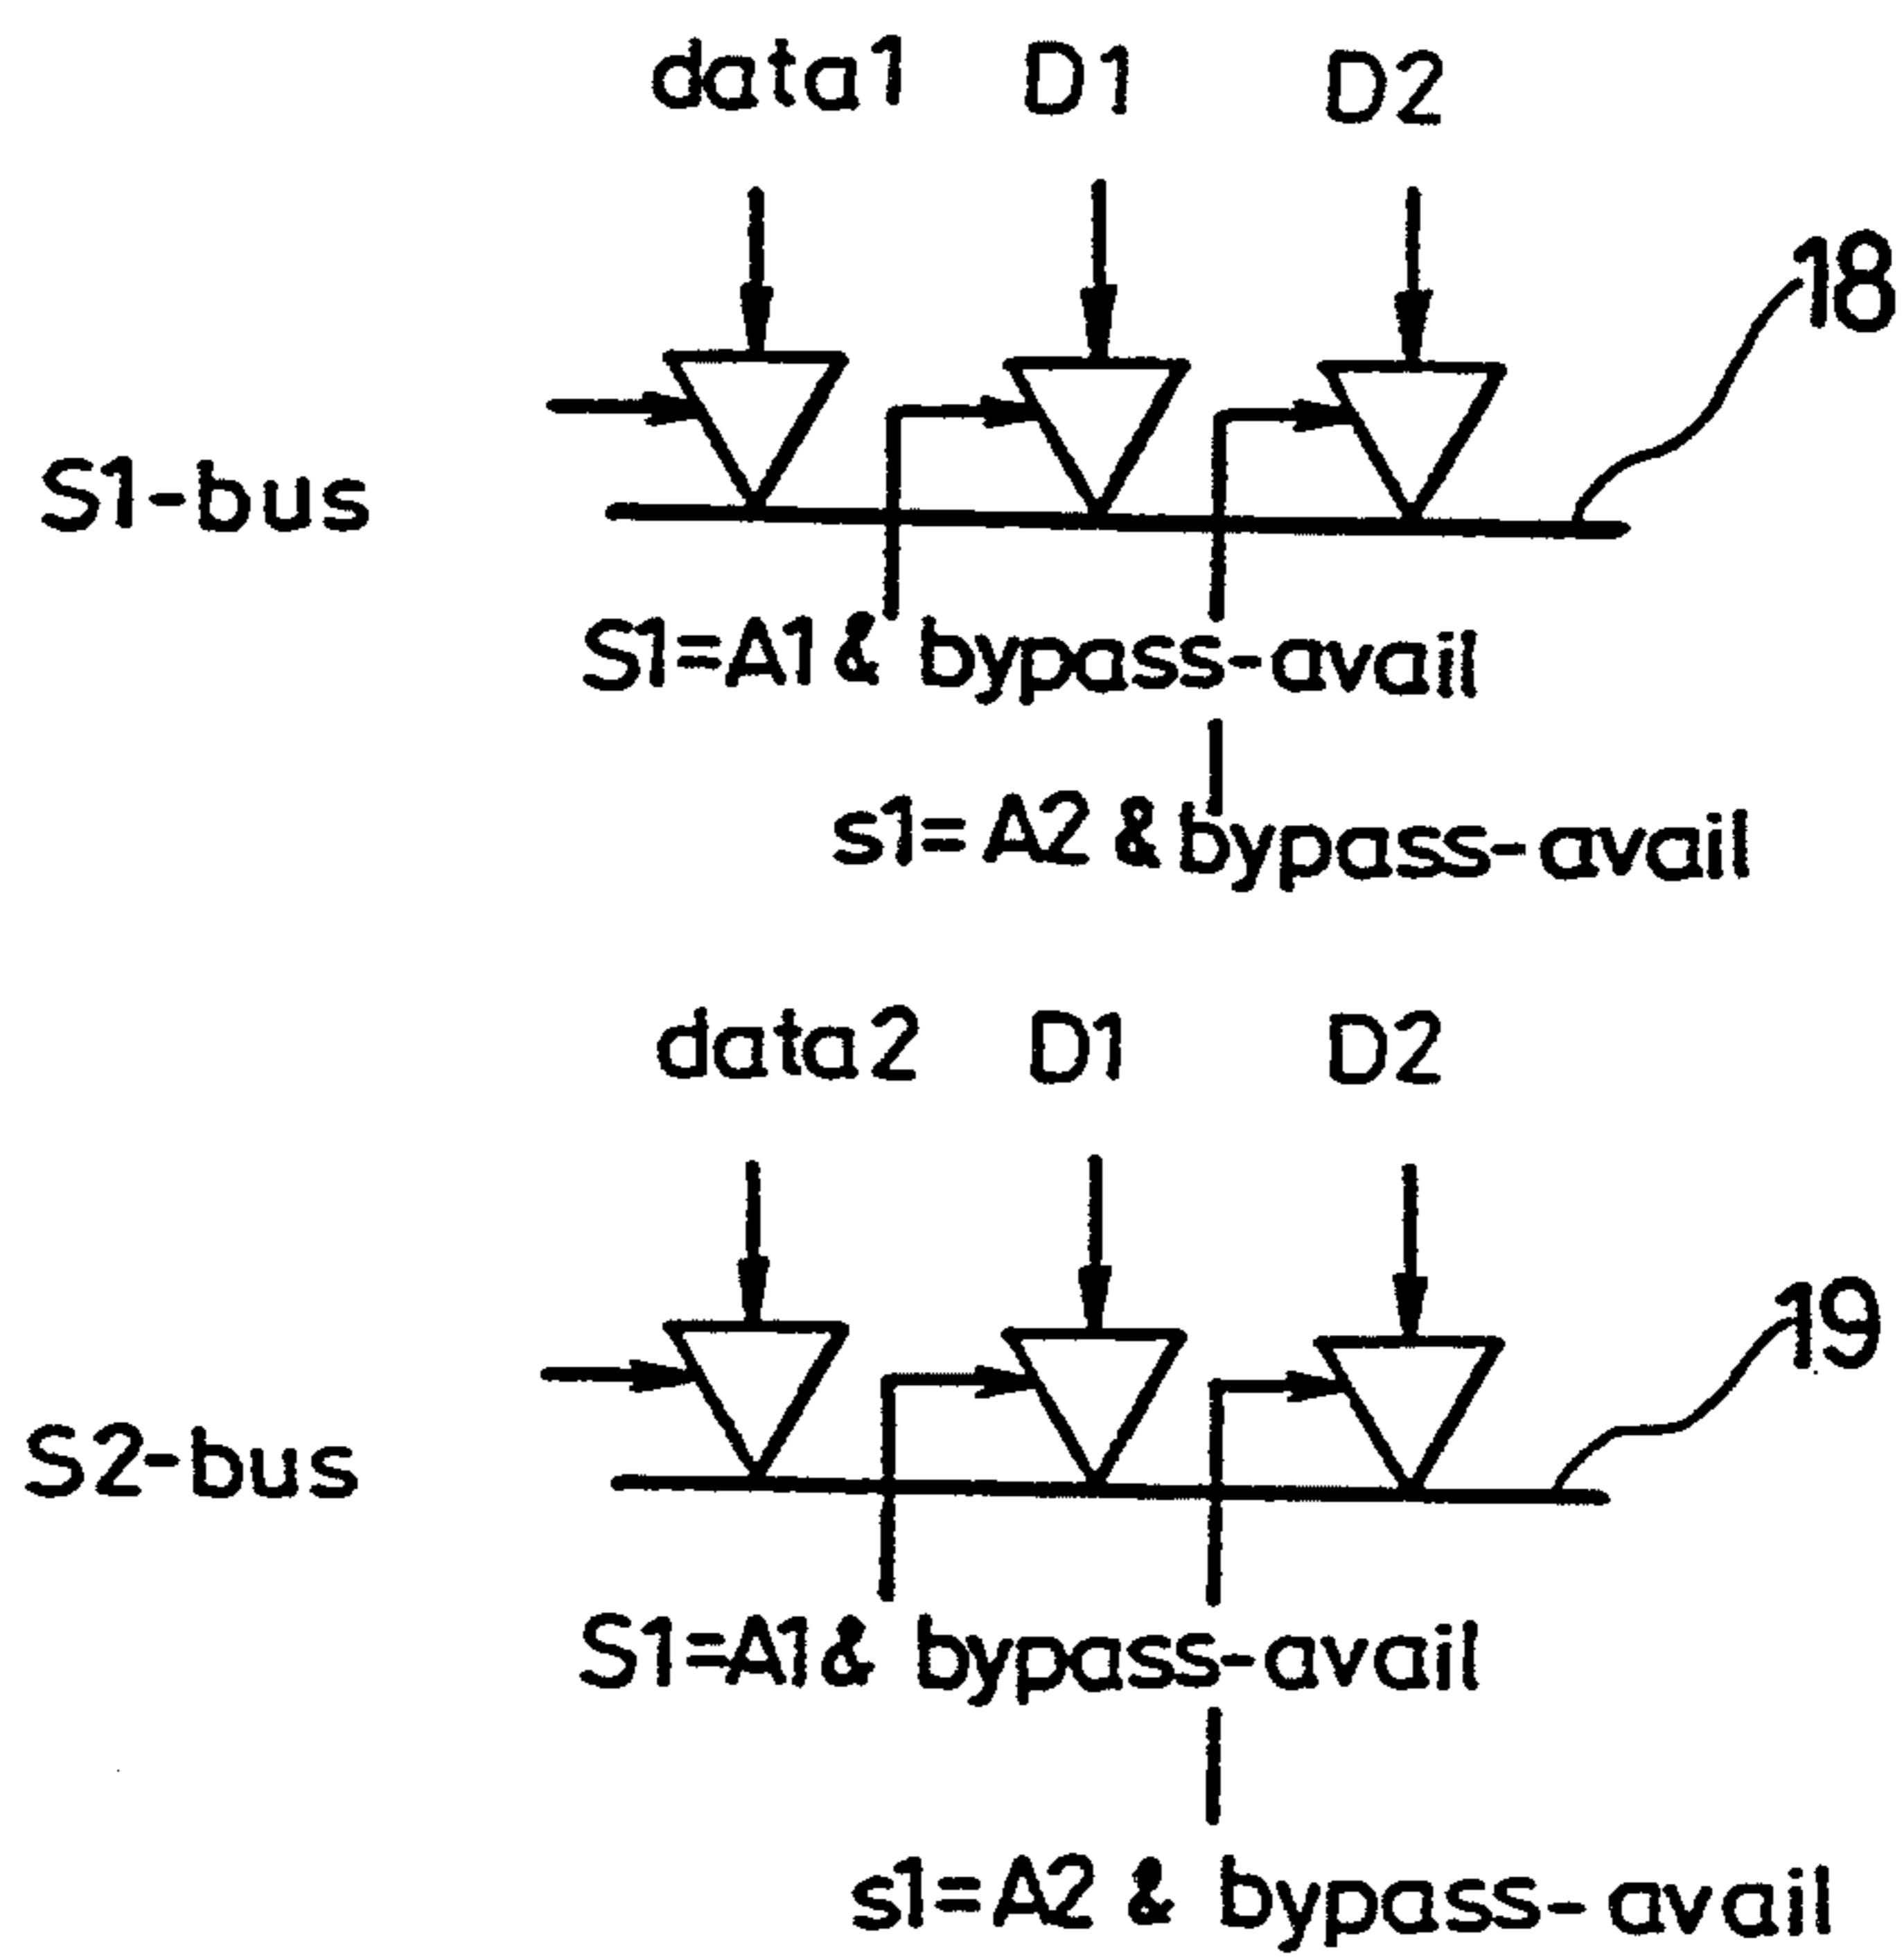 data1 D1 D2
18
S1-bus
S1=A1& bypass-avail
s1=A2 & bypass-avail
data2 D1 D2
19
S2-bus
S1=A1& bypass-avail
s1=A2 & bypass-avail